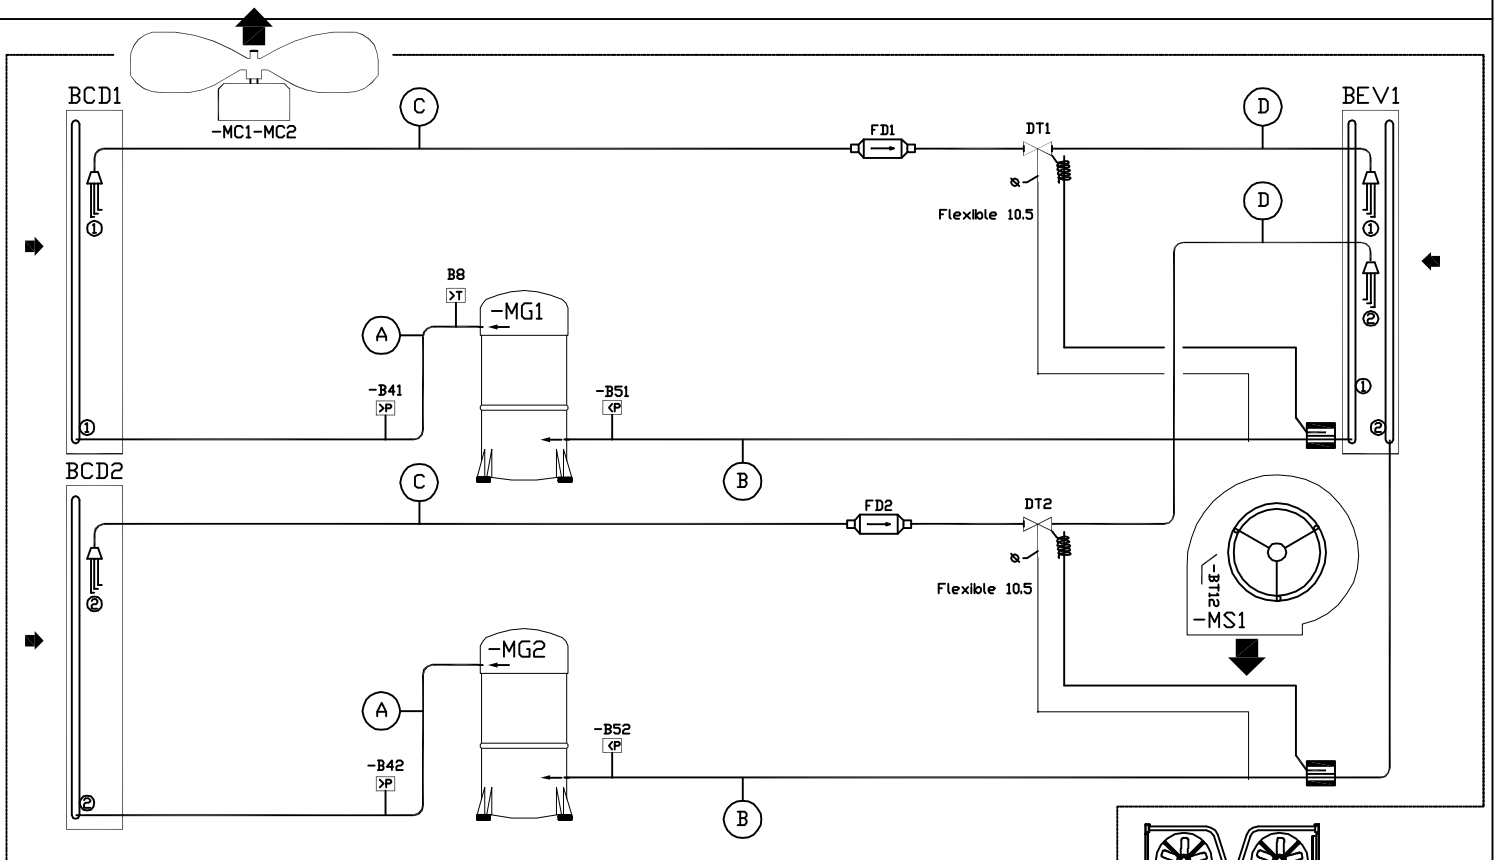 BCD1
-MC1-MC2
C
FD1
DT1
D
BEV1
①
Ø
Flexible 10.5
D
①
②
B8
>T
-MG1
A
-B41
>P
-B51
<P
①
①
②
B
BCD2
C
FD2
DT2
Ø
Flexible 10.5
②
-BT12
-MS1
-MG2
A
-B42
>P
-B52
<P
②
B